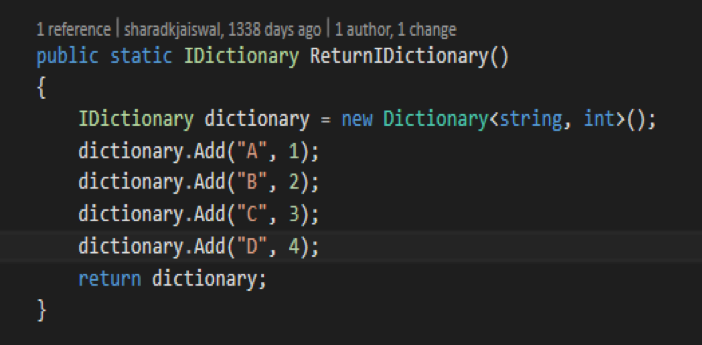 1 reference | sharadkjaiswal, 1338 days ago | 1 author, 1 change
public static IDictionary ReturnIDictionary()
{
    IDictionary dictionary = new Dictionary<string, int>();
    dictionary.Add("A", 1);
    dictionary.Add("B", 2);
    dictionary.Add("C", 3);
    dictionary.Add("D", 4);
    return dictionary;
}